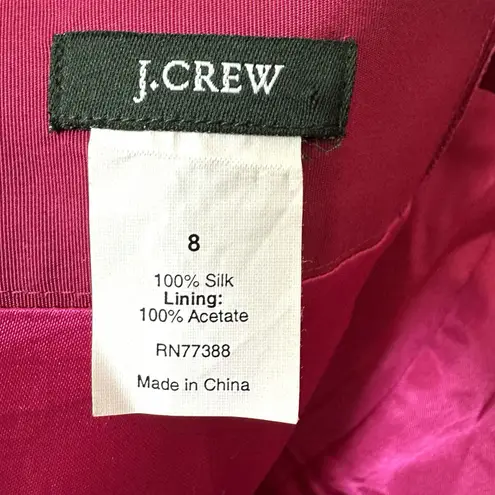 J.CREW
8
100% Silk
Lining:
100% Acetate
RN77388
Made in China